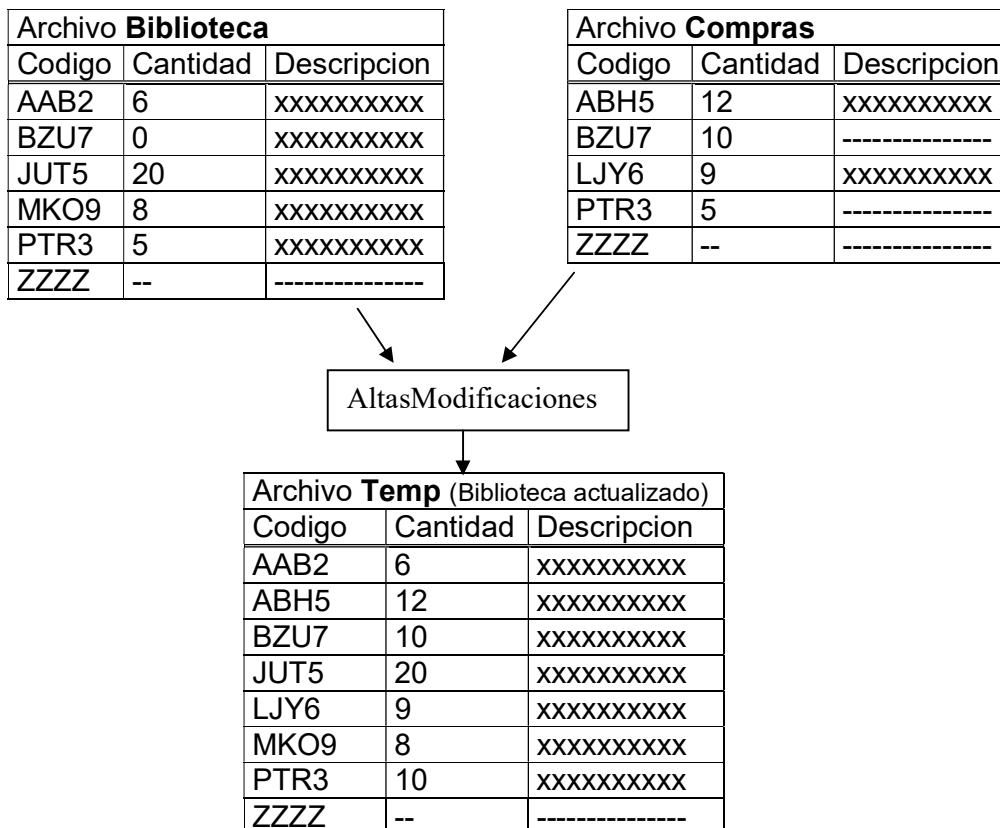 Archivo Biblioteca
Codigo Cantidad Descripcion
AAB2 6 xxxxxxxxxx
BZU7 0 xxxxxxxxxx
JUT5 20 xxxxxxxxxx
MKO9 8 xxxxxxxxxx
PTR3 5 xxxxxxxxxx
ZZZZ -- ---------------
Archivo Compras
Codigo Cantidad Descripcion
ABH5 12 xxxxxxxxxx
BZU7 10 ---------------
LJY6 9 xxxxxxxxxx
PTR3 5 ---------------
ZZZZ -- ---------------
AltasModificaciones
Archivo Temp (Biblioteca actualizado)
Codigo Cantidad Descripcion
AAB2 6 xxxxxxxxxx
ABH5 12 xxxxxxxxxx
BZU7 10 xxxxxxxxxx
JUT5 20 xxxxxxxxxx
LJY6 9 xxxxxxxxxx
MKO9 8 xxxxxxxxxx
PTR3 10 xxxxxxxxxx
ZZZZ -- ---------------